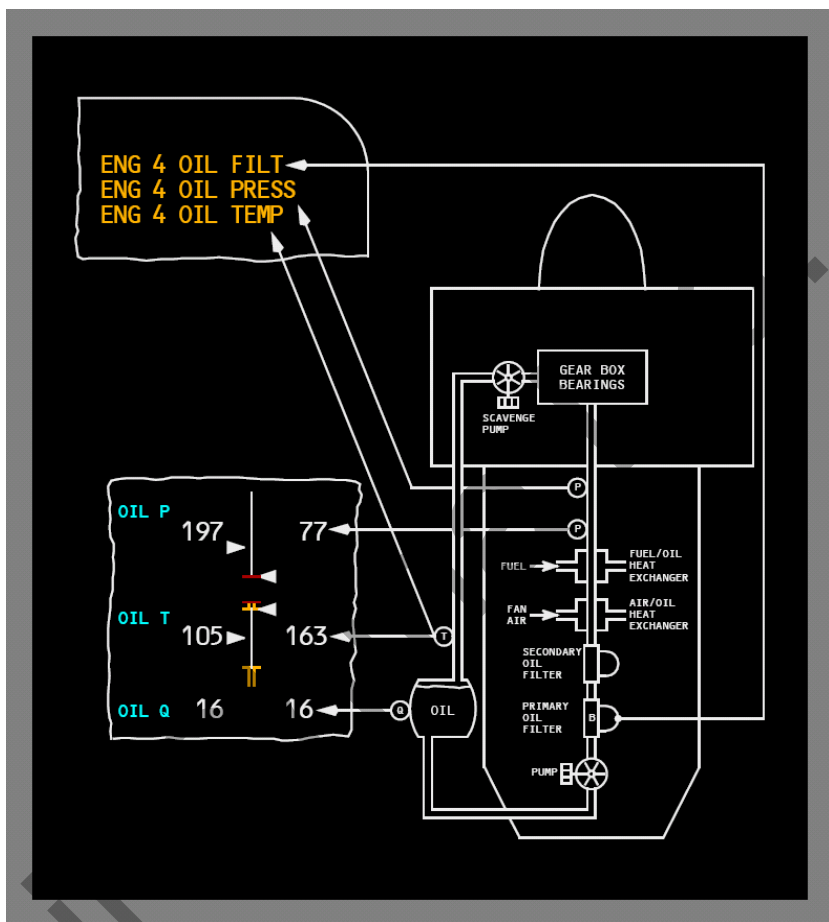 ENG 4 OIL FILT
ENG 4 OIL PRESS
ENG 4 OIL TEMP
GEAR BOX
BEARINGS
SCAVENGE
PUMP
OIL P
197
77
P
P
FUEL
FUEL/OIL
HEAT
EXCHANGER
FAN
AIR
AIR/OIL
HEAT
EXCHANGER
OIL T
105
163
T
SECONDARY
OIL
FILTER
OIL Q
16
16
Q
OIL
PRIMARY
OIL
FILTER
B
PUMP